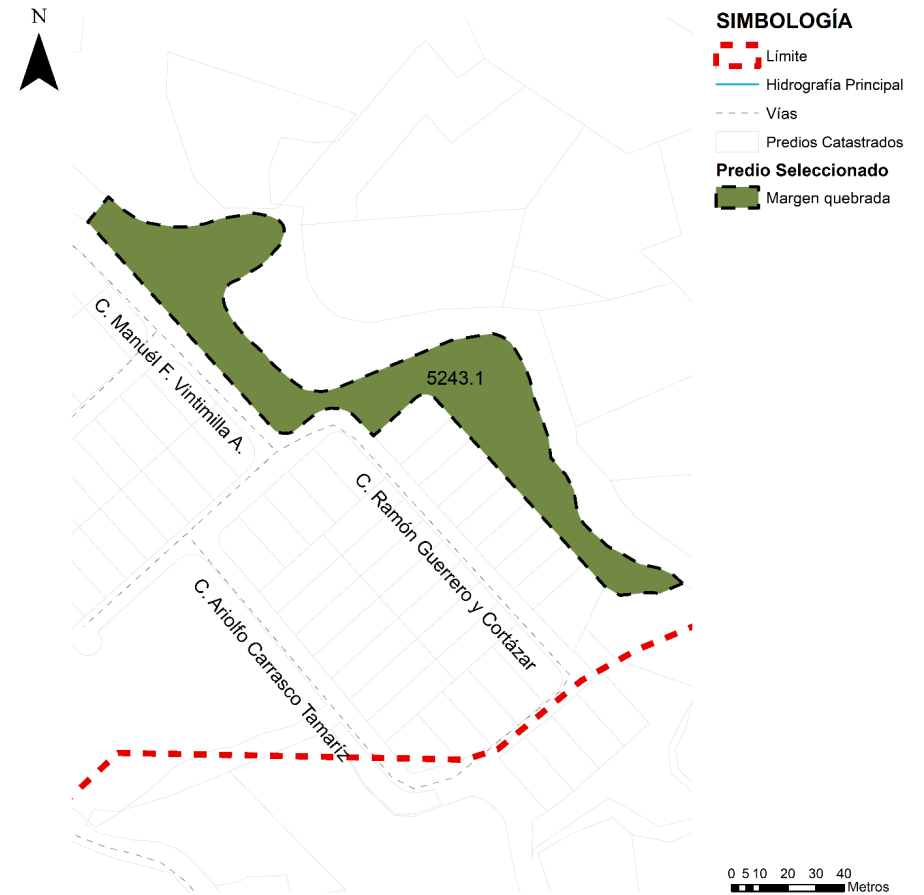 N
SIMBOLOGÍA
Límite
Hidrografía Principal
Vías
Predios Catastrados
Predio Seleccionado
Margen quebrada
C. Manuél F. Vintimilla A.
5243.1
C. Ramón Guerrero y Cortázar
C. Ariolfo Carrasco Tamaríz
0 5 10 20 30 40
Metros